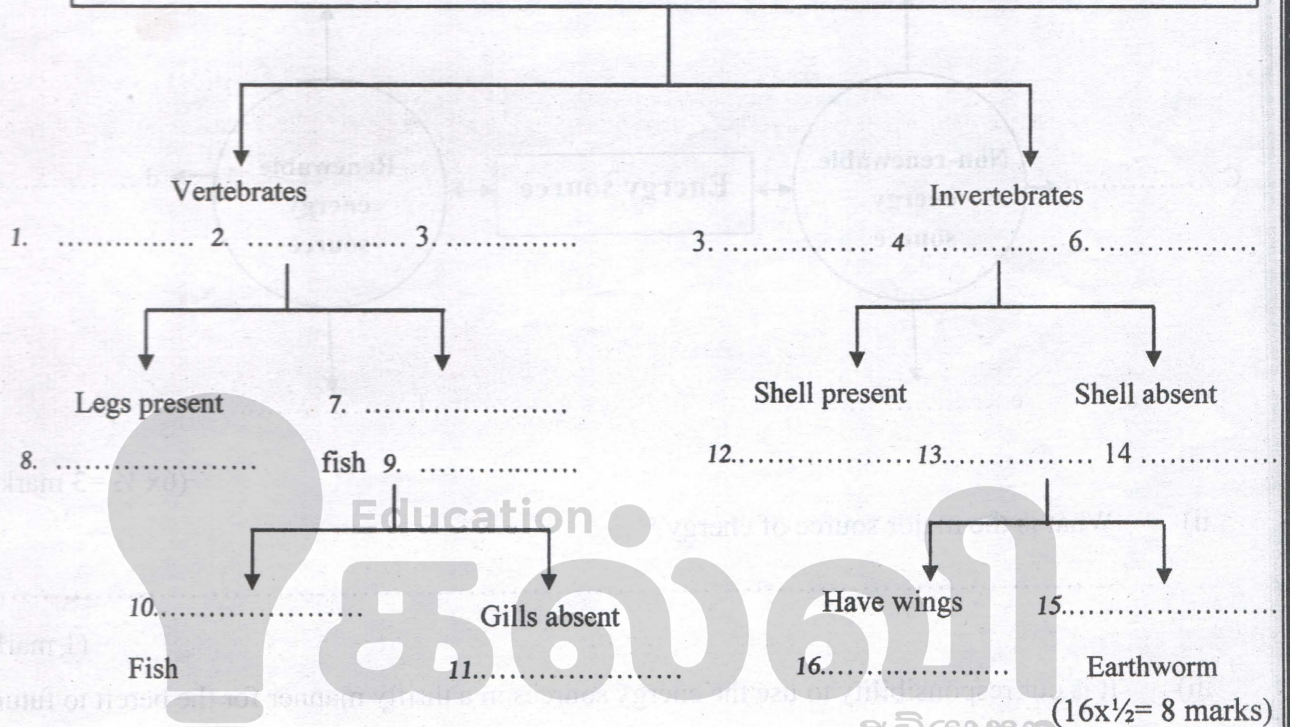 Vertebrates Invertebrates
1. ................ 2. .................. 3. ............... 3. ................ 4 .................... 6. ....................
Legs present 7. ........................ Shell present Shell absent
8. ........................ fish 9. ................... 12..................... 13.................... 14 ....................
Education
கல்வி
10......................... Gills absent Have wings 15..........................
Fish 11......................... 16...................... Earthworm
(16x½= 8 marks)